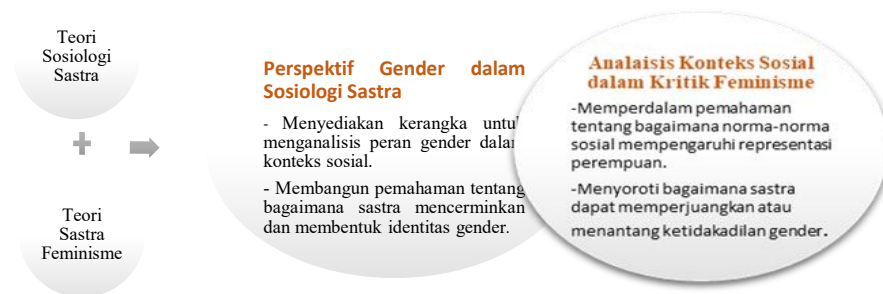 Teori
Sosiologi
Sastra
+
Teori
Sastra
Feminisme
Perspektif Gender dalam
Sosiologi Sastra
- Menyediakan kerangka untuk
menganalisis peran gender dalam
konteks sosial.
- Membangun pemahaman tentang
bagaimana sastra mencerminkan
dan membentuk identitas gender.
Analaisis Konteks Sosial
dalam Kritik Feminisme
-Memperdalam pemahaman
tentang bagaimana norma-norma
sosial mempengaruhi representasi
perempuan.
-Menyoroti bagaimana sastra
dapat memperjuangkan atau
menantang ketidakadilan gender.